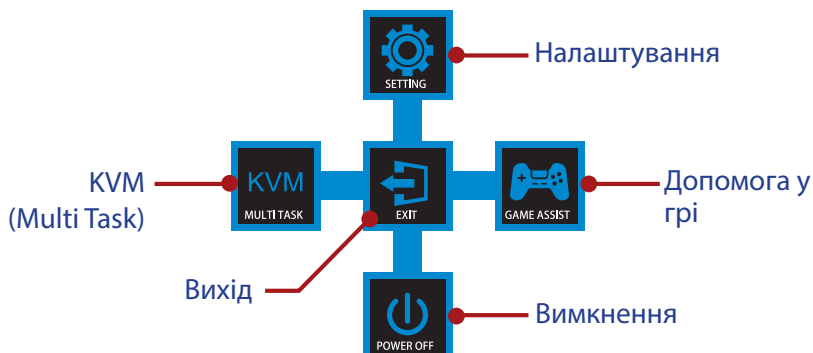 SETTING
Налаштування
KVM
(Multi Task)
KVM
MULTI TASK
EXIT
GAME ASSIST
Допомога у
грі
Вихід
POWER OFF
Вимкнення